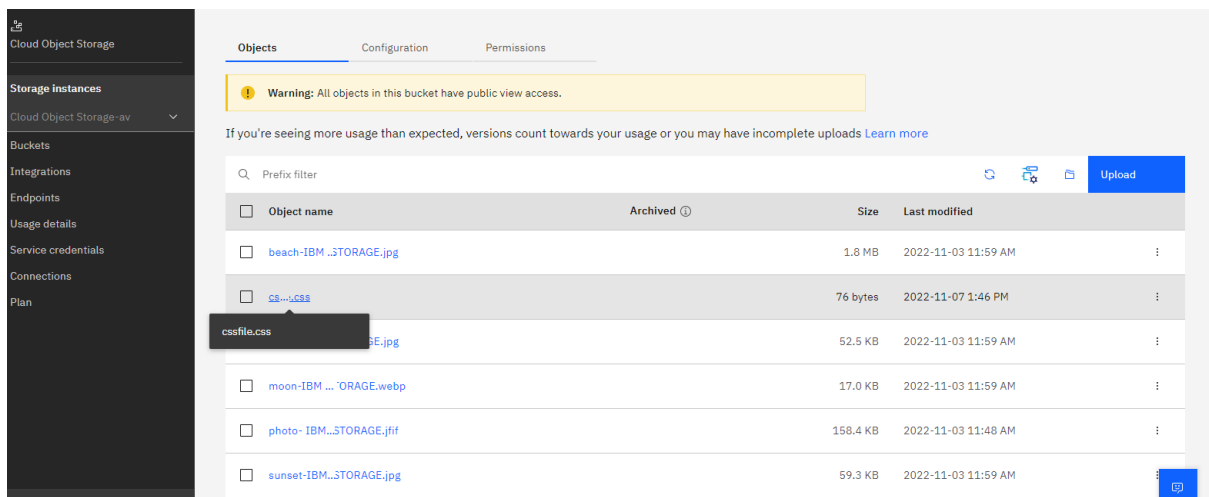 Cloud Object Storage
Storage instances
Cloud Object Storage-av
Buckets
Integrations
Endpoints
Usage details
Service credentials
Connections
Plan
Objects Configuration Permissions
Warning: All objects in this bucket have public view access.
If you're seeing more usage than expected, versions count towards your usage or you may have incomplete uploads Learn more
Prefix filter Upload
Object name Archived Size Last modified
beach-IBM ..STORAGE.jpg 1.8 MB 2022-11-03 11:59 AM
cs...:.css 76 bytes 2022-11-07 1:46 PM
cssfile.css
GE.jpg 52.5 KB 2022-11-03 11:59 AM
moon-IBM ... ORAGE.webp 17.0 KB 2022-11-03 11:59 AM
photo- IBM...STORAGE.jfif 158.4 KB 2022-11-03 11:48 AM
sunset-IBM...STORAGE.jpg 59.3 KB 2022-11-03 11:59 AM